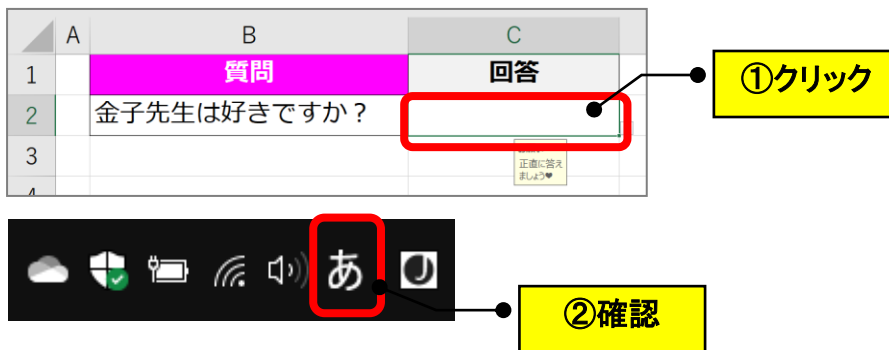 A B C
1 質問 回答
①クリック
2 金子先生は好きですか？
3
正直に答え
ましょう♥
4
あ J
②確認